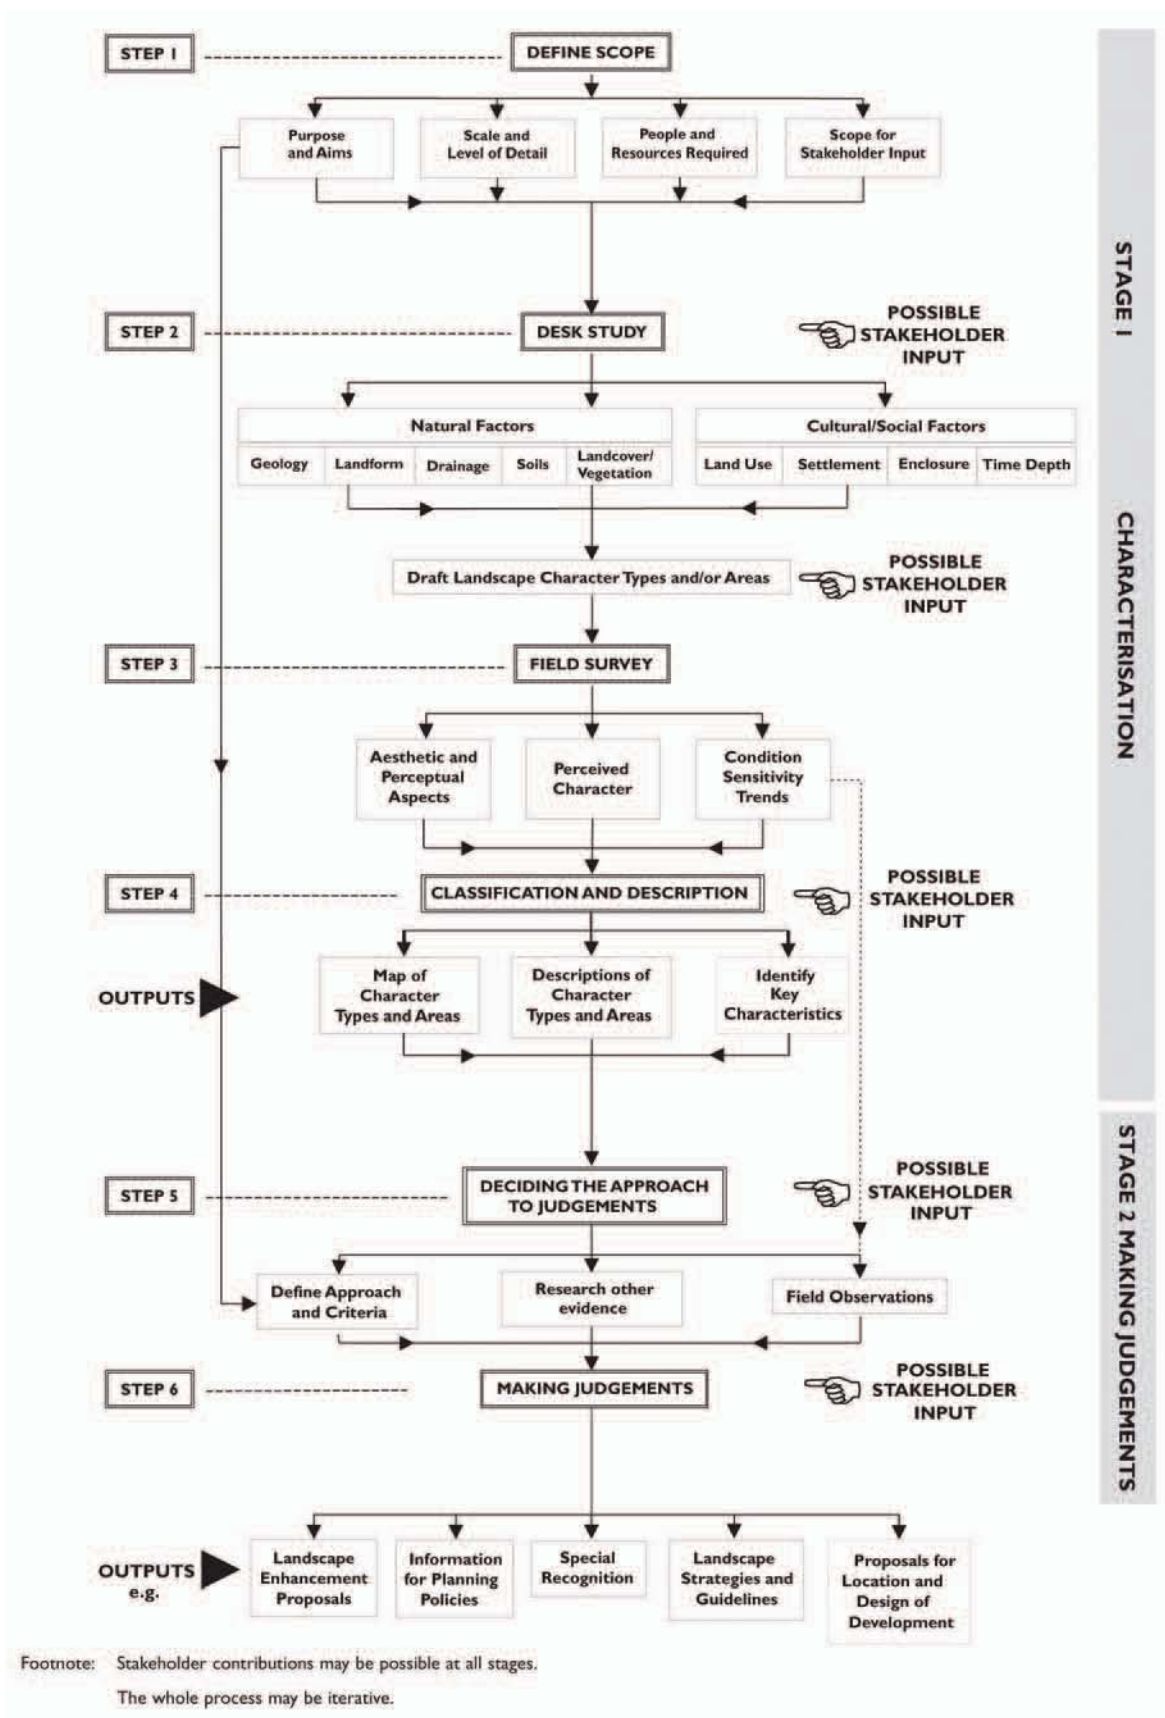 STEP 1
DEFINE SCOPE
Purpose
and Aims
Scale and
Level of Detail
People and
Resources Required
Scope for
Stakeholder Input
STEP 2
DESK STUDY
POSSIBLE
STAKEHOLDER
INPUT
Natural Factors
Geology
Landform
Drainage
Soils
Landcover/
Vegetation
Cultural/Social Factors
Land Use
Settlement
Enclosure
Time Depth
Draft Landscape Character Types and/or Areas
POSSIBLE
STAKEHOLDER
INPUT
STEP 3
FIELD SURVEY
Aesthetic and
Perceptual
Aspects
Perceived
Character
Condition
Sensitivity
Trends
STEP 4
CLASSIFICATION AND DESCRIPTION
POSSIBLE
STAKEHOLDER
INPUT
OUTPUTS
Map of
Character
Types and Areas
Descriptions of
Character
Types and Areas
Identify
Key
Characteristics
STAGE 1
CHARACTERISATION
STEP 5
DECIDING THE APPROACH
TO JUDGEMENTS
POSSIBLE
STAKEHOLDER
INPUT
Define Approach
and Criteria
Research other
evidence
Field Observations
STEP 6
MAKING JUDGEMENTS
POSSIBLE
STAKEHOLDER
INPUT
STAGE 2 MAKING JUDGEMENTS
OUTPUTS
e.g.
Landscape
Enhancement
Proposals
Information
for Planning
Policies
Special
Recognition
Landscape
Strategies and
Guidelines
Proposals for
Location and
Design of
Development
Footnote: Stakeholder contributions may be possible at all stages.
The whole process may be iterative.